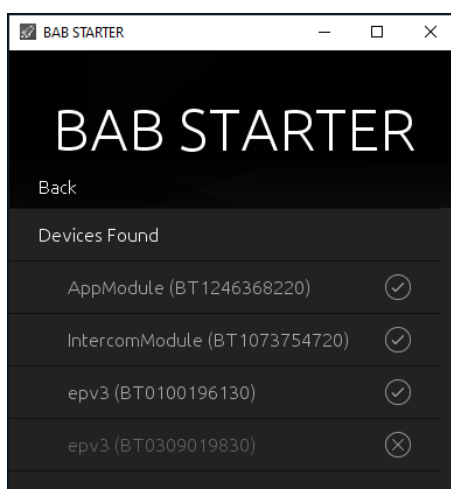 BAB STARTER
BAB STARTER
Back
Devices Found
AppModule (BT1246368220)
IntercomModule (BT1073754720)
epv3 (BT0100196130)
epv3 (BT0309019830)